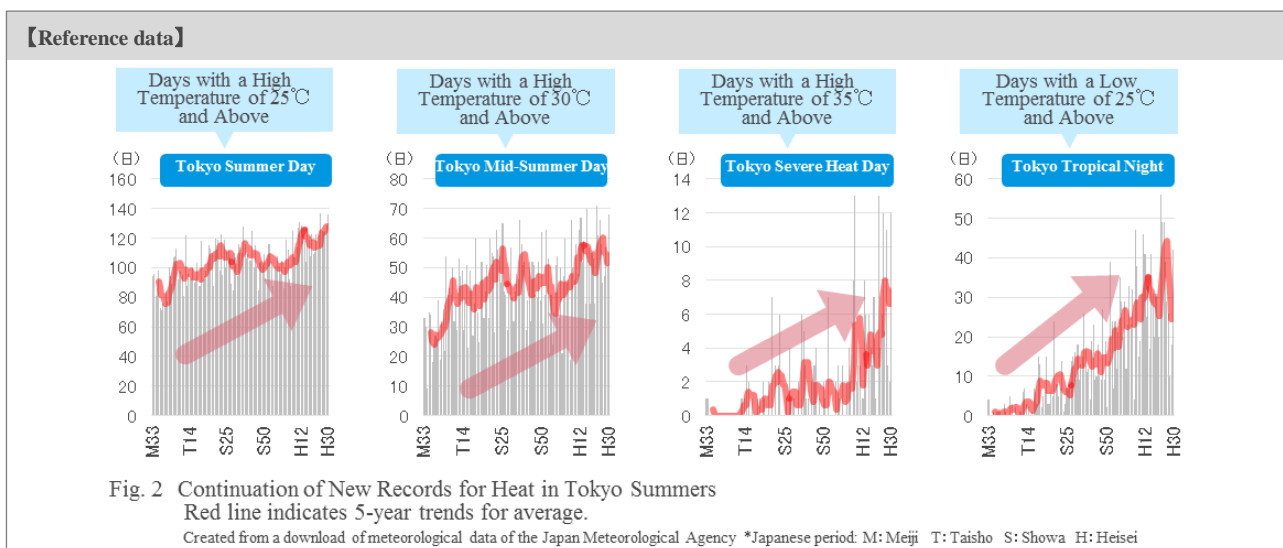 【Reference data】
Days with a High
Temperature of 25℃
and Above
Days with a High
Temperature of 30℃
and Above
Days with a High
Temperature of 35℃
and Above
Days with a Low
Temperature of 25℃
and Above
(日)
Tokyo Summer Day
160
140
120
100
80
60
40
20
0
M33
T14
S25
S50
H12
H30
(日)
Tokyo Mid-Summer Day
80
70
60
50
40
30
20
10
0
M33
T14
S25
S50
H12
H30
(日)
Tokyo Severe Heat Day
14
12
10
8
6
4
2
0
M33
T14
S25
S50
H12
H30
(日)
Tokyo Tropical Night
60
50
40
30
20
10
0
M33
T14
S25
S50
H12
H30
Fig. 2 Continuation of New Records for Heat in Tokyo Summers
Red line indicates 5-year trends for average.
Created from a download of meteorological data of the Japan Meteorological Agency *Japanese period: M: Meiji T: Taisho S: Showa H: Heisei